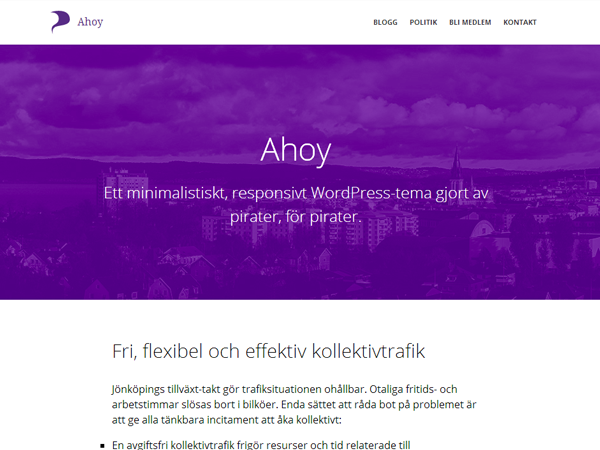 Ahoy
BLOGG POLITIK BLI MEDLEM KONTAKT
Ahoy
Ett minimalistiskt, responsivt WordPress-tema gjort av
pirater, för pirater.
Fri, flexibel och effektiv kollektivtrafik
Jönköpings tillväxt-takt gör trafiksituationen ohållbar. Otaliga fritids- och
arbetstimmar slösas bort i bilköer. Enda sättet att råda bot på problemet är
att ge alla tänkbara incitament att åka kollektivt:
En avgiftsfri kollektivtrafik frigör resurser och tid relaterade till